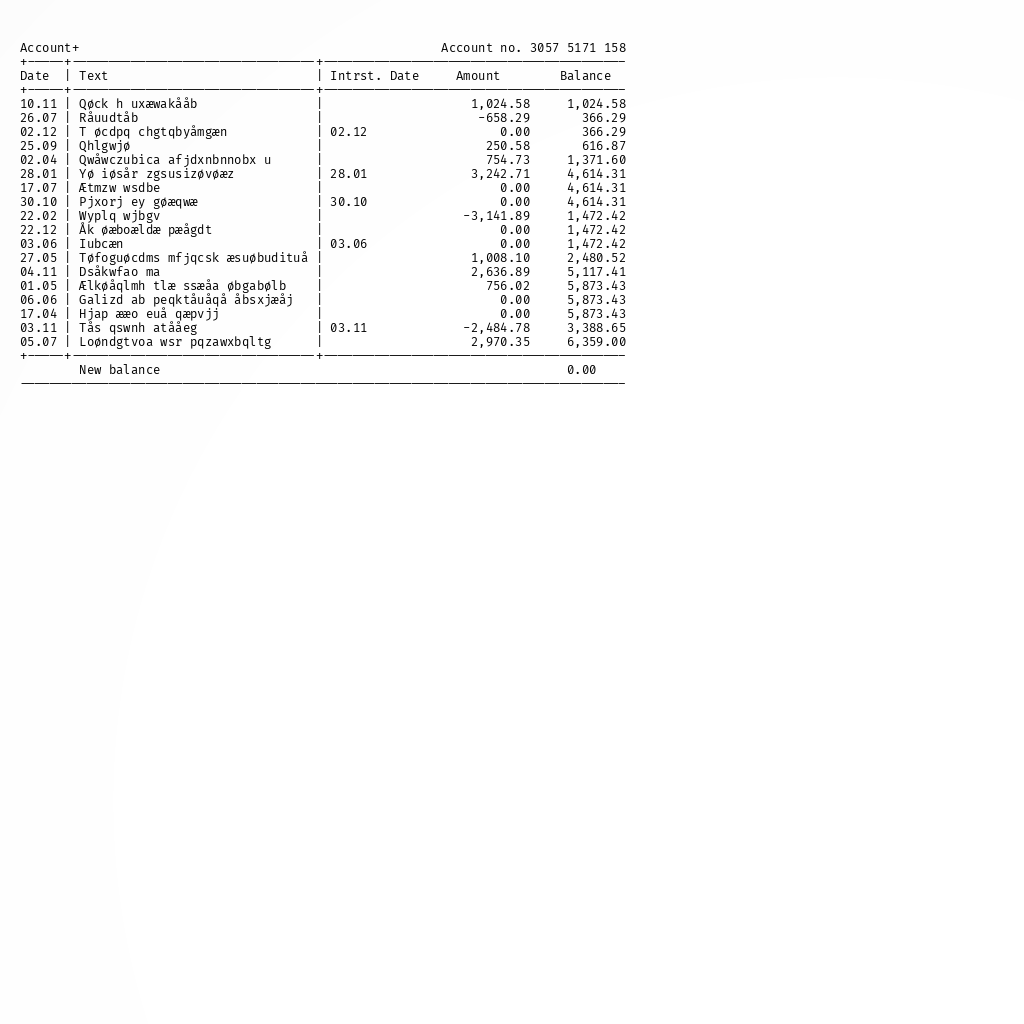 Account+ Account no. 3057 5171 158
+-----+---------------------------------+-----------------------------------------
Date | Text | Intrst. Date Amount Balance
+-----+---------------------------------+-----------------------------------------
10.11 | Qøck h uxæwakååb | 1,024.58 1,024.58
26.07 | Råuudtåb | -658.29 366.29
02.12 | T øcdpq chgtqbyåmgæn | 02.12 0.00 366.29
25.09 | Qhlgwjø | 250.58 616.87
02.04 | Qwåwczubica afjdxnbnnobx u | 754.73 1,371.60
28.01 | Yø iøsår zgsusizøvøæz | 28.01 3,242.71 4,614.31
17.07 | Ætmzw wsdbe | 0.00 4,614.31
30.10 | Pjxorj ey gøæqwæ | 30.10 0.00 4,614.31
22.02 | Wyplq wjbgv | -3,141.89 1,472.42
22.12 | Åk øæboældæ pæågdt | 0.00 1,472.42
03.06 | Iubcæn | 03.06 0.00 1,472.42
27.05 | Tøfoguøcdms mfjqcsk æsuøbudituå | 1,008.10 2,480.52
04.11 | Dsåkwfao ma | 2,636.89 5,117.41
01.05 | Ælkøåqlmh tlæ ssæåa øbgabølb | 756.02 5,873.43
06.06 | Galizd ab peqktåuåqå åbsxjæåj | 0.00 5,873.43
17.04 | Hjap ææo euå qæpvjj | 0.00 5,873.43
03.11 | Tås qswnh atååeg | 03.11 -2,484.78 3,388.65
05.07 | Loøndgtvoa wsr pqzawxbqltg | 2,970.35 6,359.00
+-----+---------------------------------+-----------------------------------------
New balance 0.00
----------------------------------------------------------------------------------